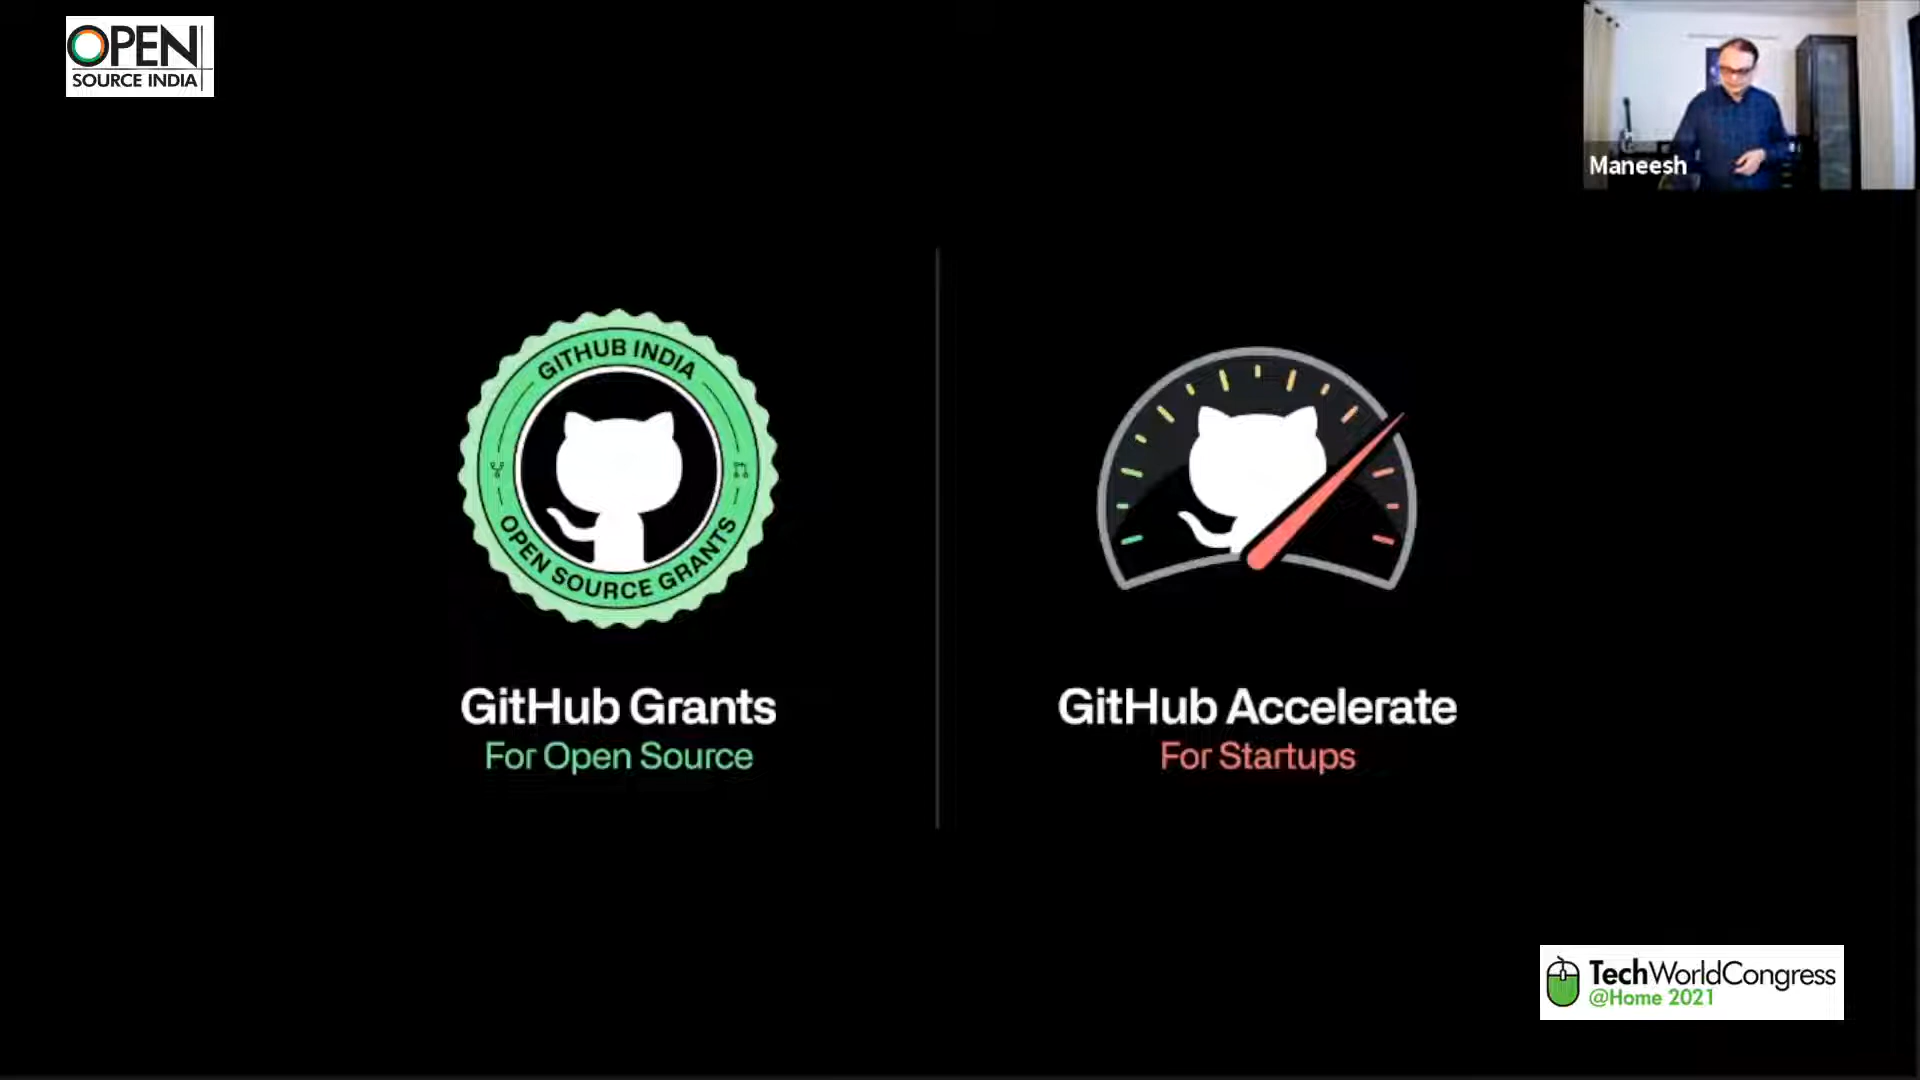 OPEN
SOURCE INDIA
Maneesh
GITHUB INDIA
OPEN SOURCE GRANTS
GitHub Grants
For Open Source
GitHub Accelerate
For Startups
TechWorldCongress
@Home 2021